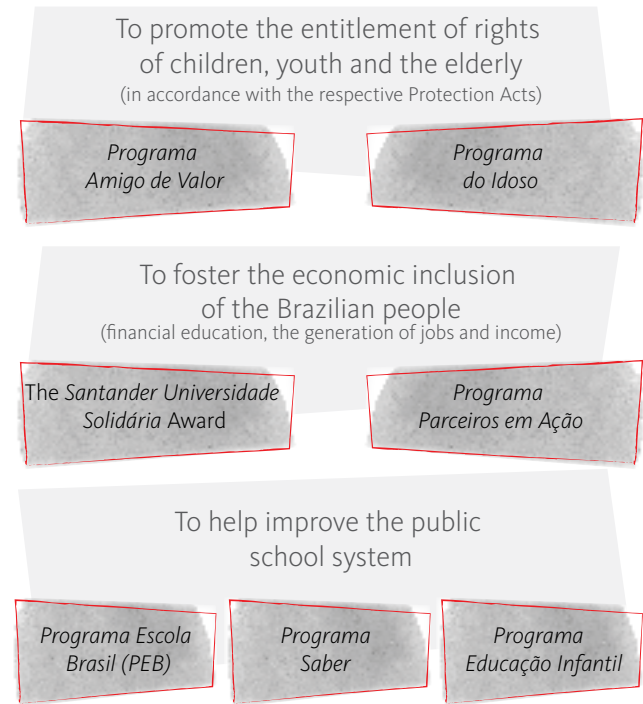 To promote the entitlement of rights
of children, youth and the elderly
(in accordance with the respective Protection Acts)
Programa
Amigo de Valor
Programa
do Idoso
To foster the economic inclusion
of the Brazilian people
(financial education, the generation of jobs and income)
The Santander Universidade
Solidária Award
Programa
Parceiros em Ação
To help improve the public
school system
Programa Escola
Brasil (PEB)
Programa
Saber
Programa
Educação Infantil